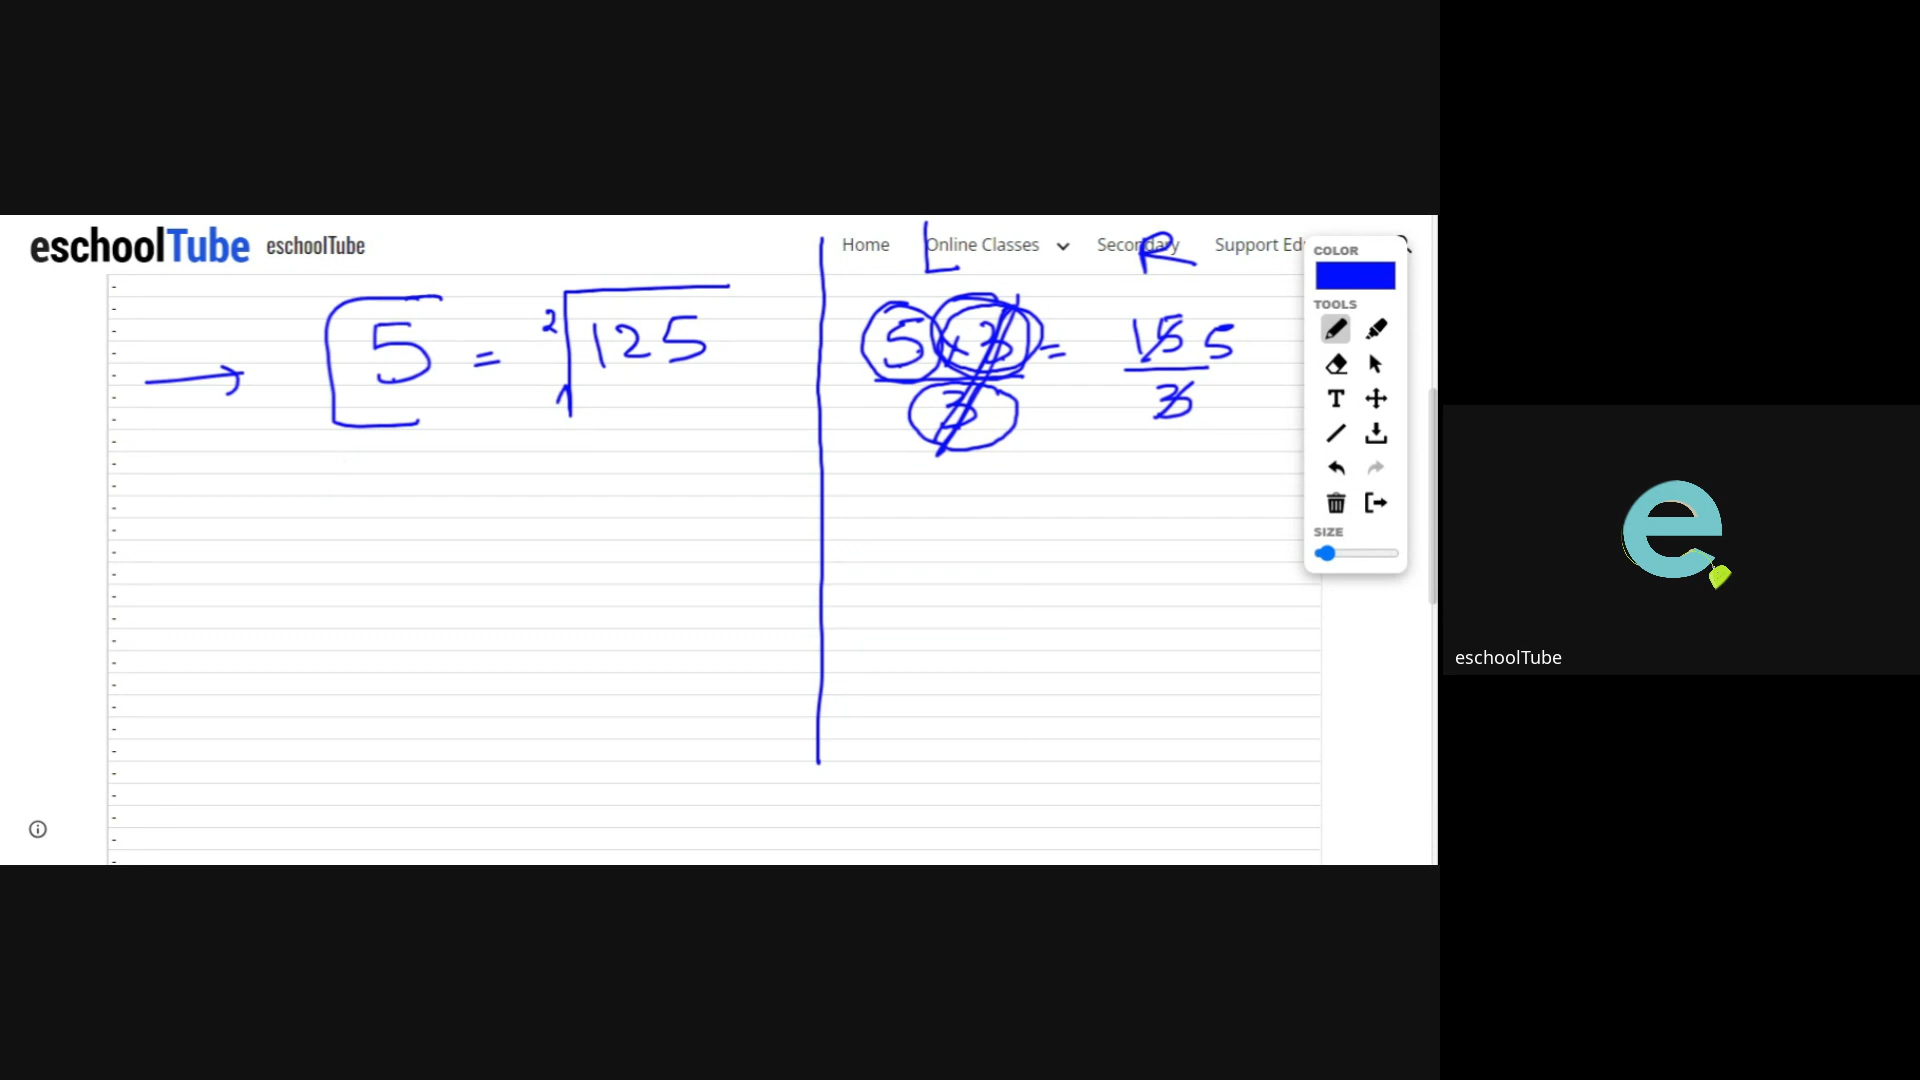 eschoolTube eschoolTube Home Online Classes Secondary Support
L R
→ 5 = ²√125
5 × 3 = 15 5
3 3
COLOR
TOOLS
T
SIZE
e
eschoolTube